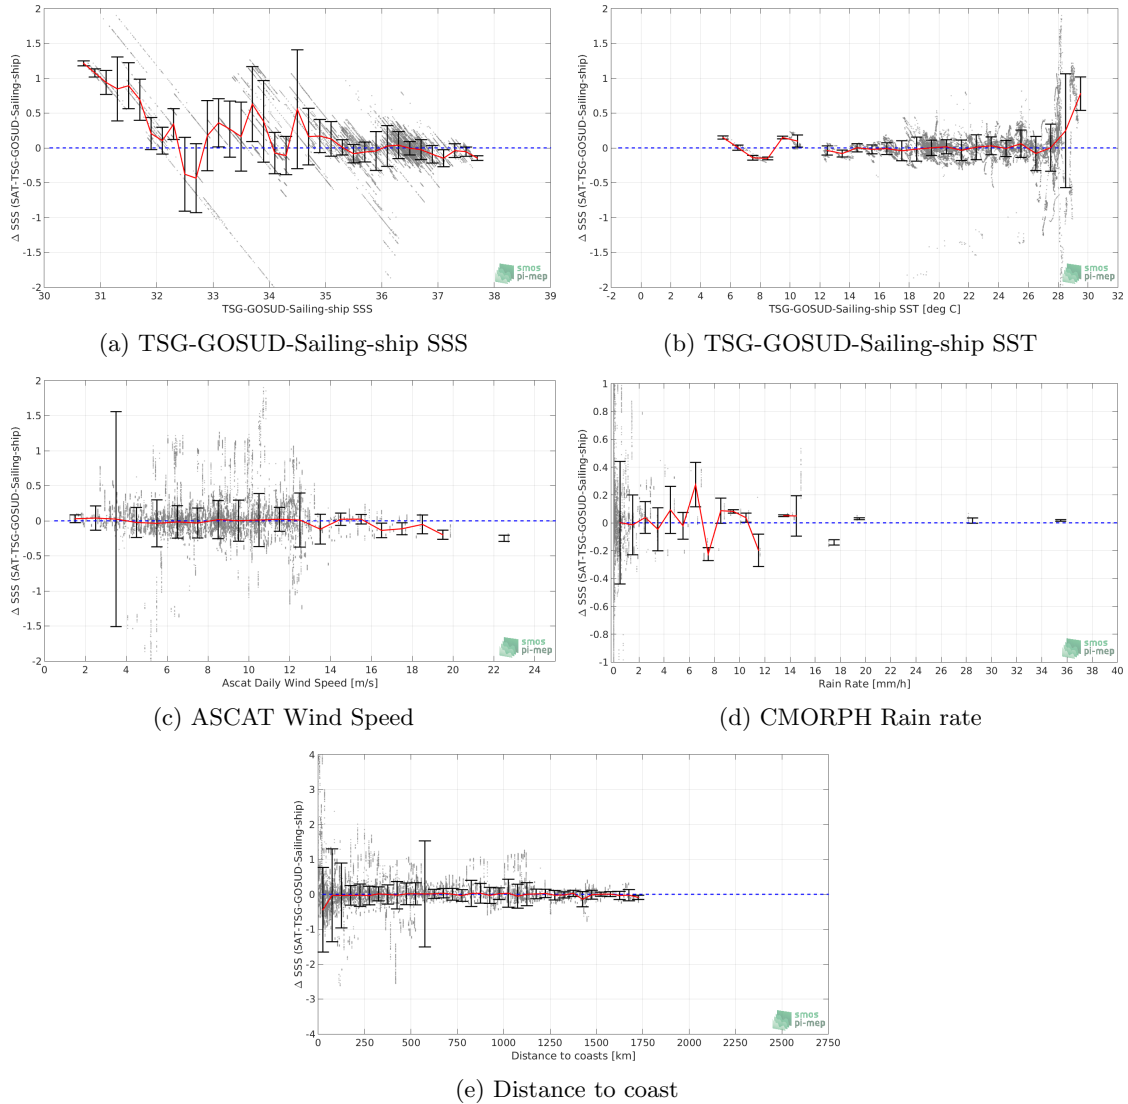 Δ SSS (SAT-TSG-GOSUD-Sailing-ship)
2
1.5
1
0.5
0
-0.5
-1
-1.5
-2
30 31 32 33 34 35 36 37 38 39
TSG-GOSUD-Sailing-ship SSS
smos
pi-mep
(a) TSG-GOSUD-Sailing-ship SSS
Δ SSS (SAT-TSG-GOSUD-Sailing-ship)
2
1.5
1
0.5
0
-0.5
-1
-1.5
-2
-2 0 2 4 6 8 10 12 14 16 18 20 22 24 26 28 30 32
TSG-GOSUD-Sailing-ship SST [deg C]
smos
pi-mep
(b) TSG-GOSUD-Sailing-ship SST
Δ SSS (SAT-TSG-GOSUD-Sailing-ship)
2
1.5
1
0.5
0
-0.5
-1
-1.5
-2
0 2 4 6 8 10 12 14 16 18 20 22 24
Ascat Daily Wind Speed [m/s]
smos
pi-mep
(c) ASCAT Wind Speed
Δ SSS (SAT-TSG-GOSUD-Sailing-ship)
1
0.8
0.6
0.4
0.2
0
-0.2
-0.4
-0.6
-0.8
-1
0 2 4 6 8 10 12 14 16 18 20 22 24 26 28 30 32 34 36 38 40
Rain Rate [mm/h]
smos
pi-mep
(d) CMORPH Rain rate
Δ SSS (SAT-TSG-GOSUD-Sailing-ship)
4
3
2
1
0
-1
-2
-3
-4
0 250 500 750 1000 1250 1500 1750 2000 2250 2500 2750
Distance to coasts [km]
smos
pi-mep
(e) Distance to coast